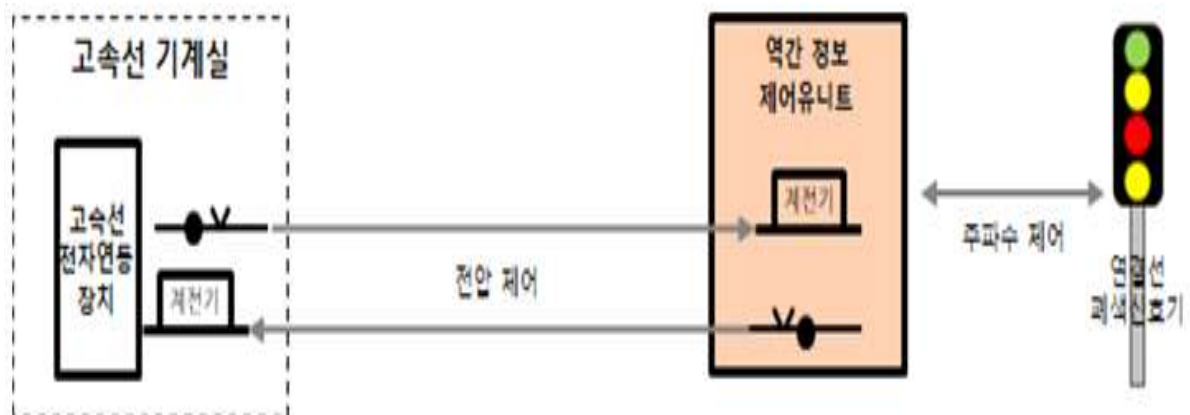 고속선 기계실
고속선
전자연동
장치
계전기
전압 제어
역간 정보
제어유니트
계전기
주파수 제어
연결선
폐색신호기